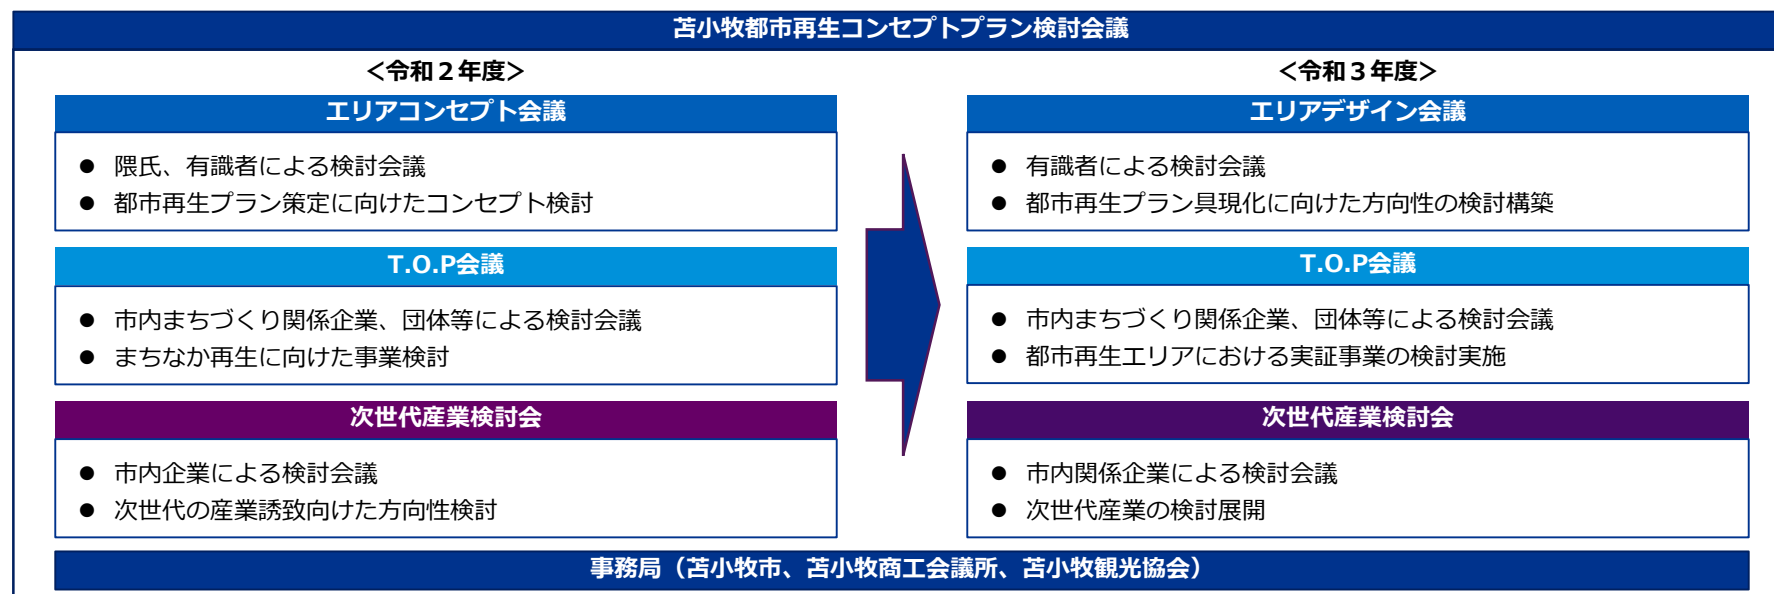 苫小牧都市再生コンセプトプラン検討会議
＜令和２年度＞
エリアコンセプト会議
● 隈氏、有識者による検討会議
● 都市再生プラン策定に向けたコンセプト検討
T.O.P会議
● 市内まちづくり関係企業、団体等による検討会議
● まちなか再生に向けた事業検討
次世代産業検討会
● 市内企業による検討会議
● 次世代の産業誘致向けた方向性検討
＜令和３年度＞
エリアデザイン会議
● 有識者による検討会議
● 都市再生プラン具現化に向けた方向性の検討構築
T.O.P会議
● 市内まちづくり関係企業、団体等による検討会議
● 都市再生エリアにおける実証事業の検討実施
次世代産業検討会
● 市内関係企業による検討会議
● 次世代産業の検討展開
事務局（苫小牧市、苫小牧商工会議所、苫小牧観光協会）